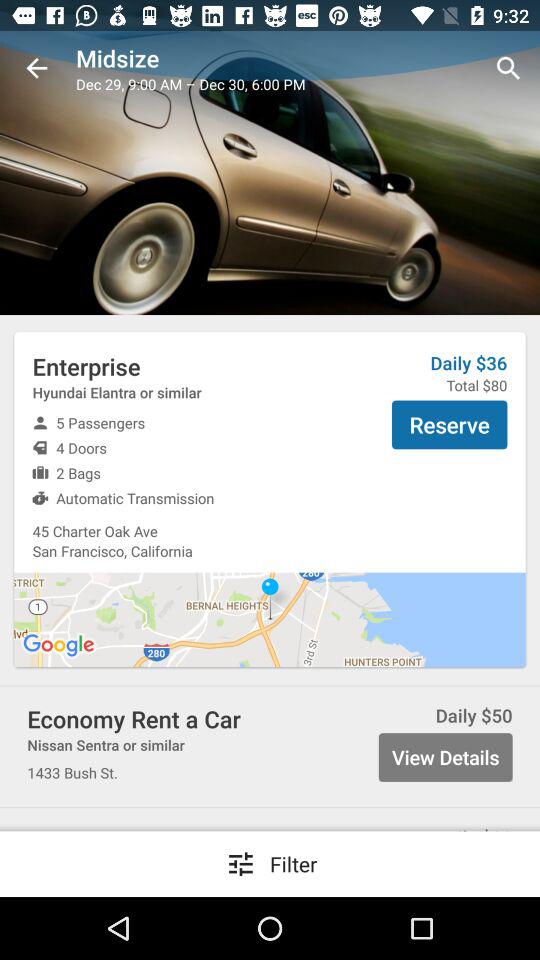 esc 9:32
Midsize
Dec 29, 9:00 AM – Dec 30, 6:00 PM
Enterprise
Daily $36
Hyundai Elantra or similar
Total $80
5 Passengers
Reserve
4 Doors
2 Bags
Automatic Transmission
45 Charter Oak Ave
San Francisco, California
STRICT
280
1
BERNAL HEIGHTS
lvd
Google
280
3rd St
HUNTERS POINT
Economy Rent a Car
Daily $50
Nissan Sentra or similar
View Details
1433 Bush St.
Filter